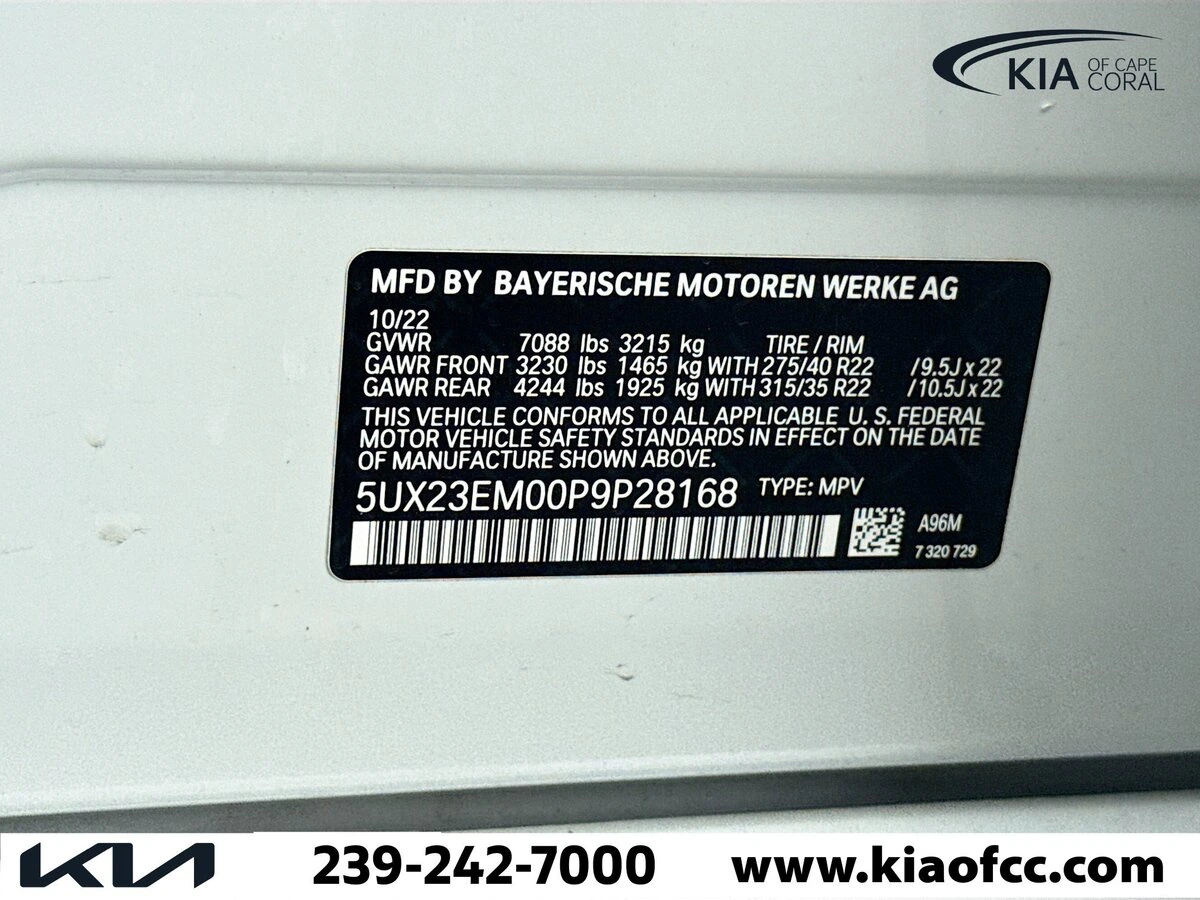 KIA OF CAPE CORAL
MFD BY BAYERISCHE MOTOREN WERKE AG
10/22
GVWR 7088 lbs 3215 kg TIRE / RIM
GAWR FRONT 3230 lbs 1465 kg WITH 275/40 R22 / 9.5J x 22
GAWR REAR 4244 lbs 1925 kg WITH 315/35 R22 / 10.5J x 22
THIS VEHICLE CONFORMS TO ALL APPLICABLE U. S. FEDERAL
MOTOR VEHICLE SAFETY STANDARDS IN EFFECT ON THE DATE
OF MANUFACTURE SHOWN ABOVE.
5UX23EM00P9P28168 TYPE: MPV
A96M
7 320 729
KIA 239-242-7000 www.kiaofcc.com